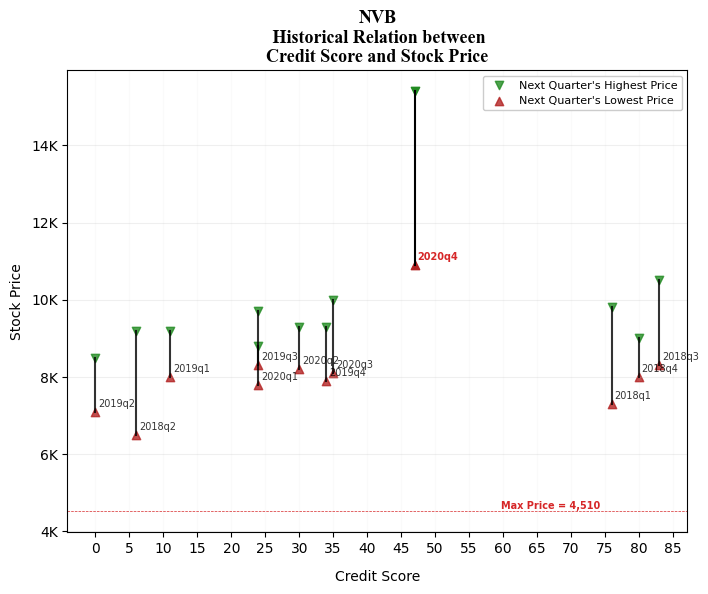 NVB
Historical Relation between
Credit Score and Stock Price
Next Quarter's Highest Price
Next Quarter's Lowest Price
Stock Price
14K
12K
10K
8K
6K
4K
2020q4
2019q3
2020q2
2020q3
2018q3
2019q1
2019q4
2018q4
2020q1
2019q2
2018q1
2018q2
Max Price = 4,510
0 5 10 15 20 25 30 35 40 45 50 55 60 65 70 75 80 85
Credit Score